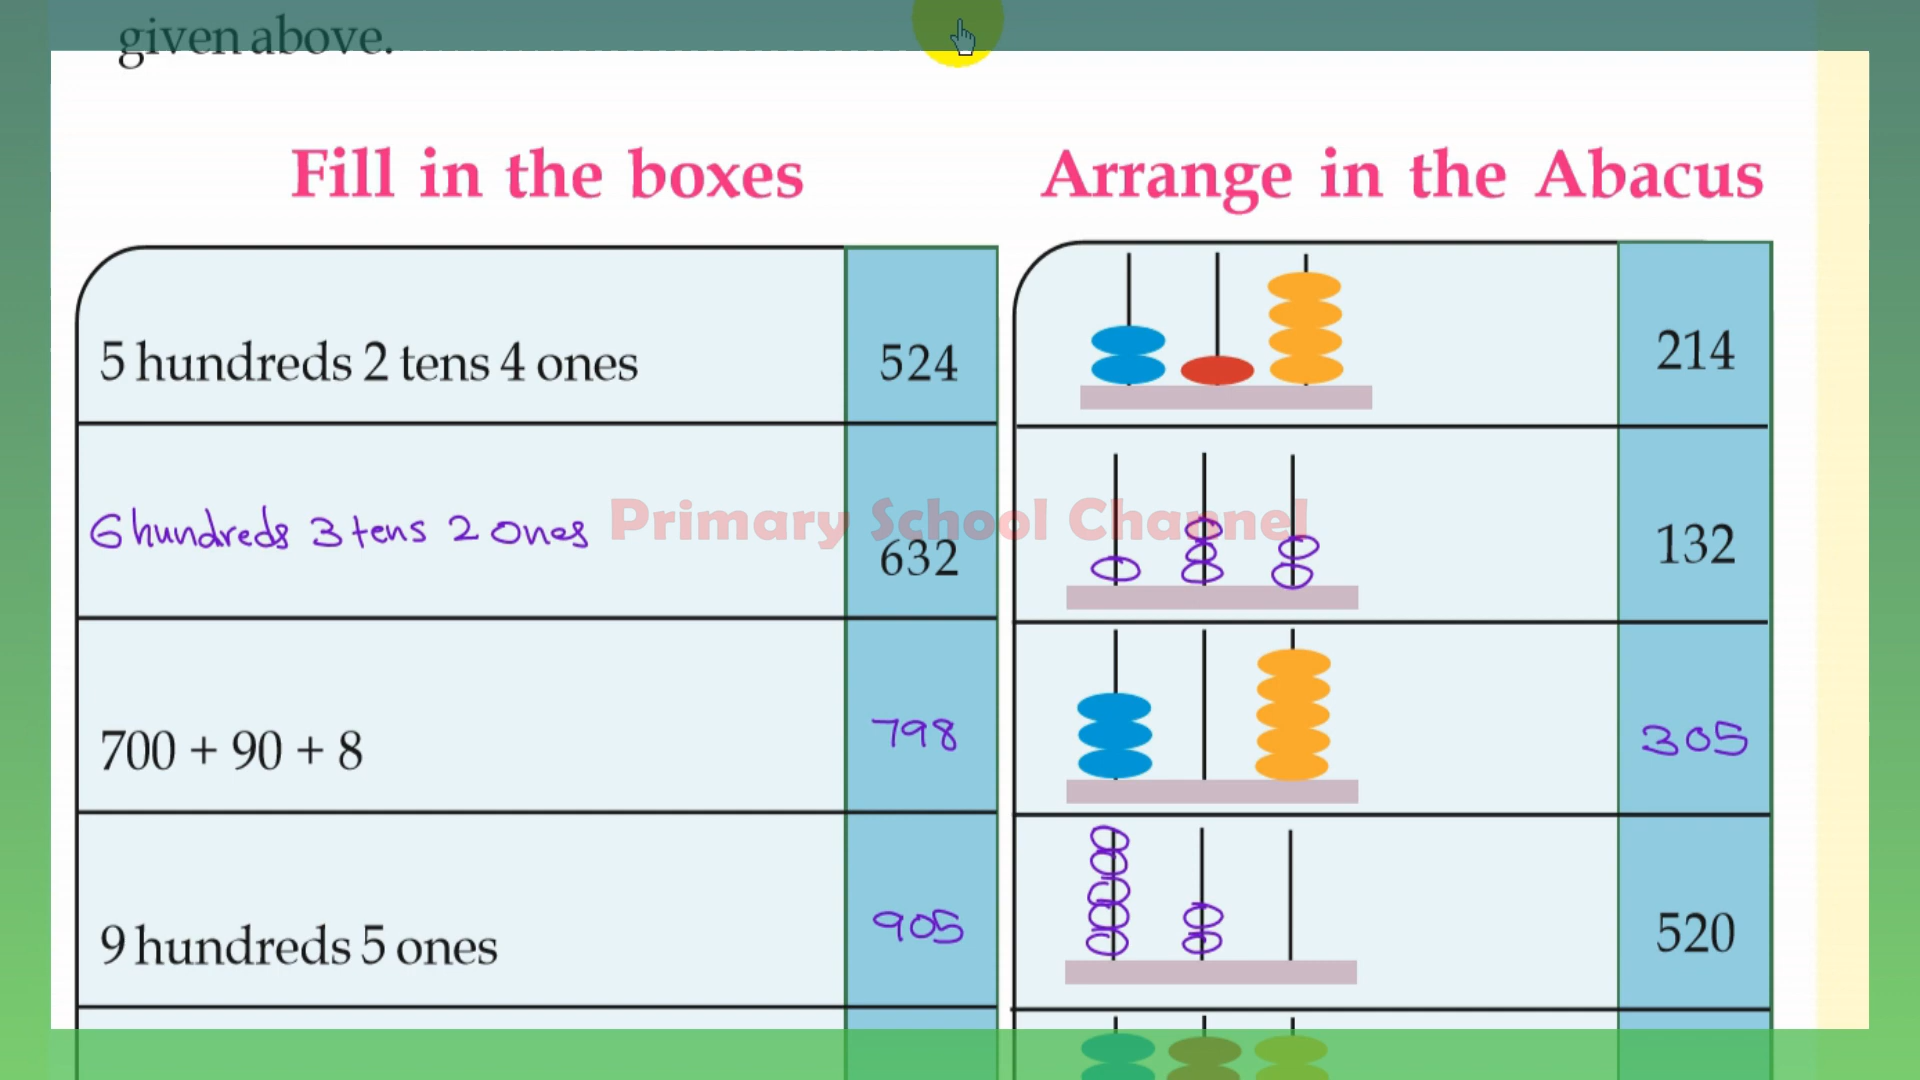 given above.
Fill in the boxes
Arrange in the Abacus
5 hundreds 2 tens 4 ones
524
214
6 hundreds 3 tens 2 ones
632
132
Primary School Channel
700 + 90 + 8
798
305
9 hundreds 5 ones
905
520